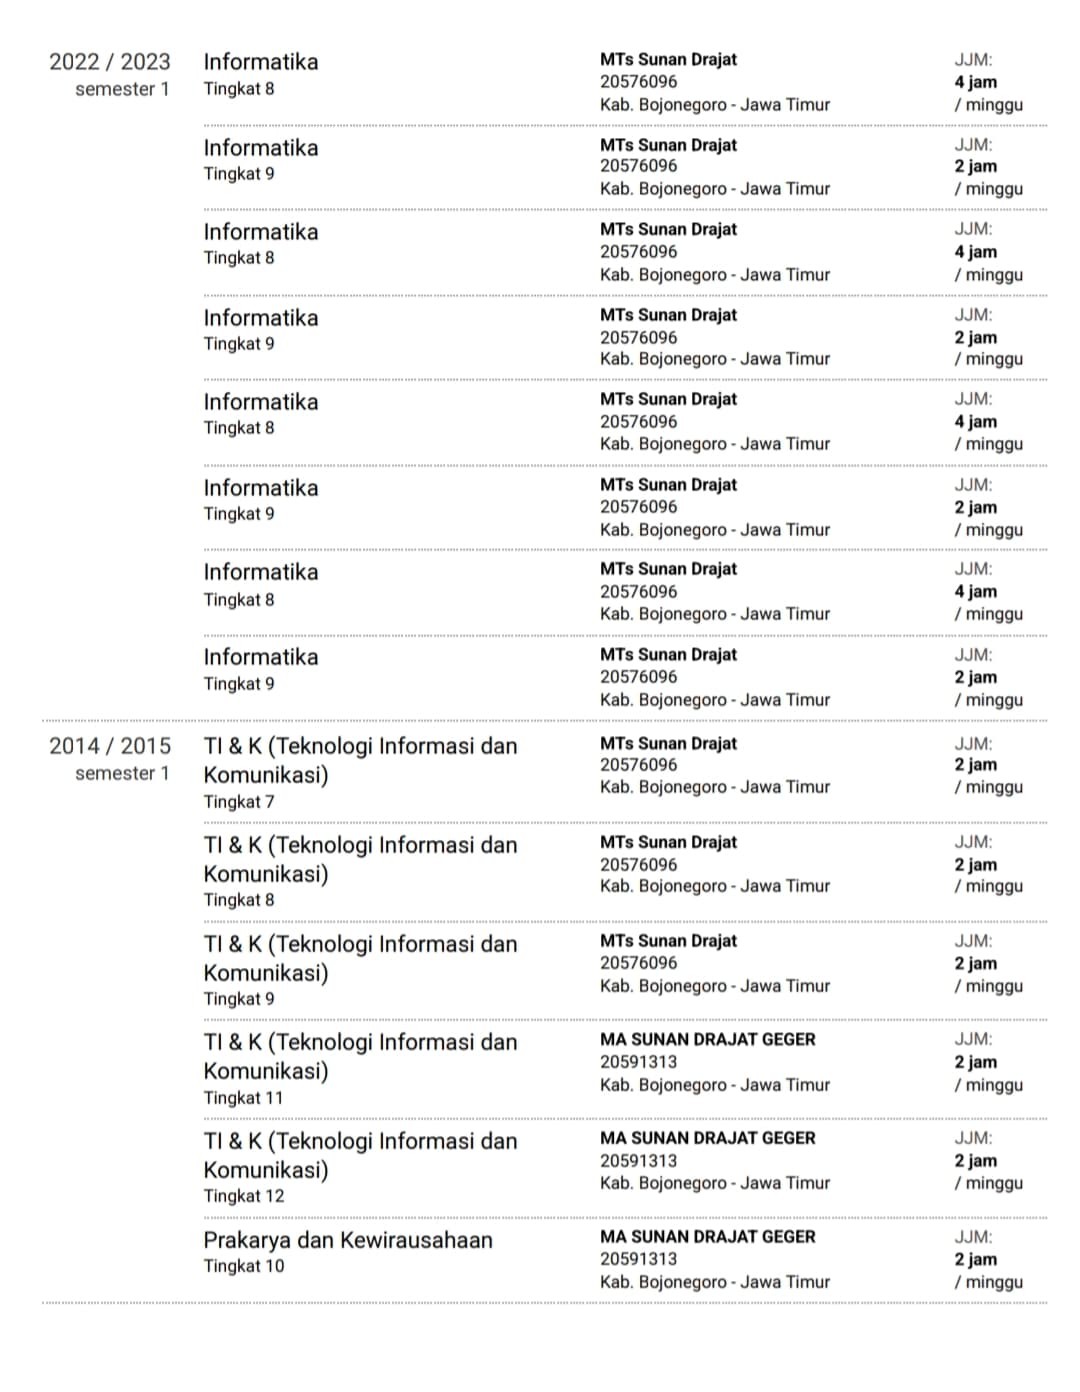 2022 / 2023
semester 1
Informatika
Tingkat 8
MTs Sunan Drajat
20576096
Kab. Bojonegoro - Jawa Timur
JJM:
4 jam
/ minggu
Informatika
Tingkat 9
MTs Sunan Drajat
20576096
Kab. Bojonegoro - Jawa Timur
JJM:
2 jam
/ minggu
Informatika
Tingkat 8
MTs Sunan Drajat
20576096
Kab. Bojonegoro - Jawa Timur
JJM:
4 jam
/ minggu
Informatika
Tingkat 9
MTs Sunan Drajat
20576096
Kab. Bojonegoro - Jawa Timur
JJM:
2 jam
/ minggu
Informatika
Tingkat 8
MTs Sunan Drajat
20576096
Kab. Bojonegoro - Jawa Timur
JJM:
4 jam
/ minggu
Informatika
Tingkat 9
MTs Sunan Drajat
20576096
Kab. Bojonegoro - Jawa Timur
JJM:
2 jam
/ minggu
Informatika
Tingkat 8
MTs Sunan Drajat
20576096
Kab. Bojonegoro - Jawa Timur
JJM:
4 jam
/ minggu
Informatika
Tingkat 9
MTs Sunan Drajat
20576096
Kab. Bojonegoro - Jawa Timur
JJM:
2 jam
/ minggu
2014 / 2015
semester 1
TI & K (Teknologi Informasi dan
Komunikasi)
Tingkat 7
MTs Sunan Drajat
20576096
Kab. Bojonegoro - Jawa Timur
JJM:
2 jam
/ minggu
TI & K (Teknologi Informasi dan
Komunikasi)
Tingkat 8
MTs Sunan Drajat
20576096
Kab. Bojonegoro - Jawa Timur
JJM:
2 jam
/ minggu
TI & K (Teknologi Informasi dan
Komunikasi)
Tingkat 9
MTs Sunan Drajat
20576096
Kab. Bojonegoro - Jawa Timur
JJM:
2 jam
/ minggu
TI & K (Teknologi Informasi dan
Komunikasi)
Tingkat 11
MA SUNAN DRAJAT GEGER
20591313
Kab. Bojonegoro - Jawa Timur
JJM:
2 jam
/ minggu
TI & K (Teknologi Informasi dan
Komunikasi)
Tingkat 12
MA SUNAN DRAJAT GEGER
20591313
Kab. Bojonegoro - Jawa Timur
JJM:
2 jam
/ minggu
Prakarya dan Kewirausahaan
Tingkat 10
MA SUNAN DRAJAT GEGER
20591313
Kab. Bojonegoro - Jawa Timur
JJM:
2 jam
/ minggu